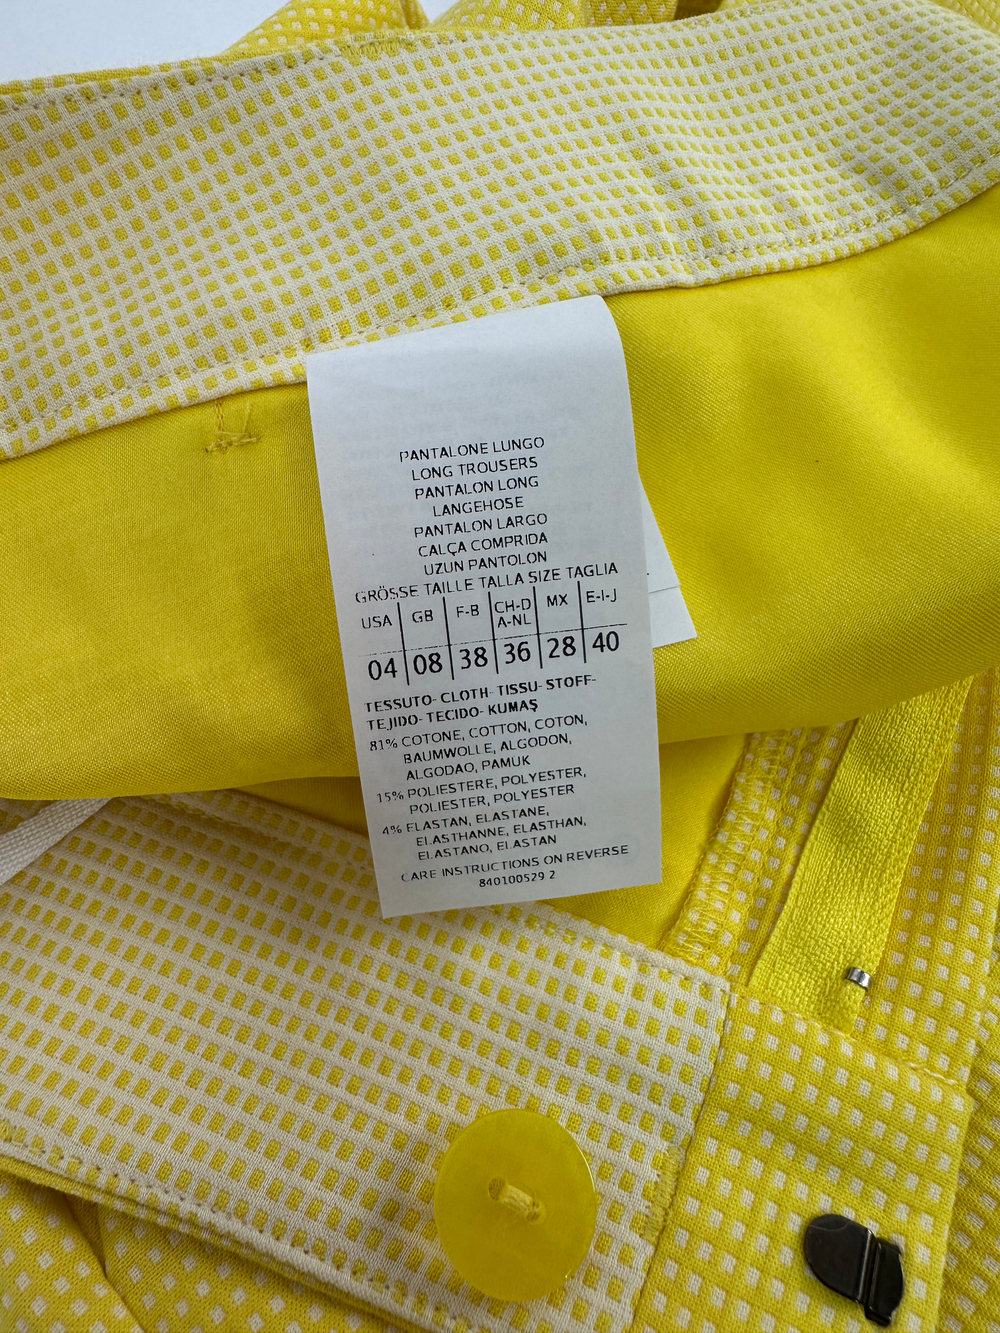 PANTALONE LUNGO
LONG TROUSERS
PANTALON LONG
LANGEHOSE
PANTALON LARGO
CALÇA COMPRIDA
UZUN PANTOLON
GRÖSSE TAILLE TALLA SIZE TAGLIA
USA GB F-B CH-D A-NL MX E-I-J
04 08 38 36 28 40
TESSUTO- CLOTH- TISSU- STOFF-
TEJIDO- TECIDO- KUMAŞ
81% COTONE, COTTON, COTON,
BAUMWOLLE, ALGODON,
ALGODAO, PAMUK
15% POLIESTERE, POLYESTER,
POLIESTER, POLYESTER
4% ELASTAN, ELASTANE,
ELASTHANNE, ELASTHAN,
ELASTANO, ELASTAN
CARE INSTRUCTIONS ON REVERSE
840100529 2